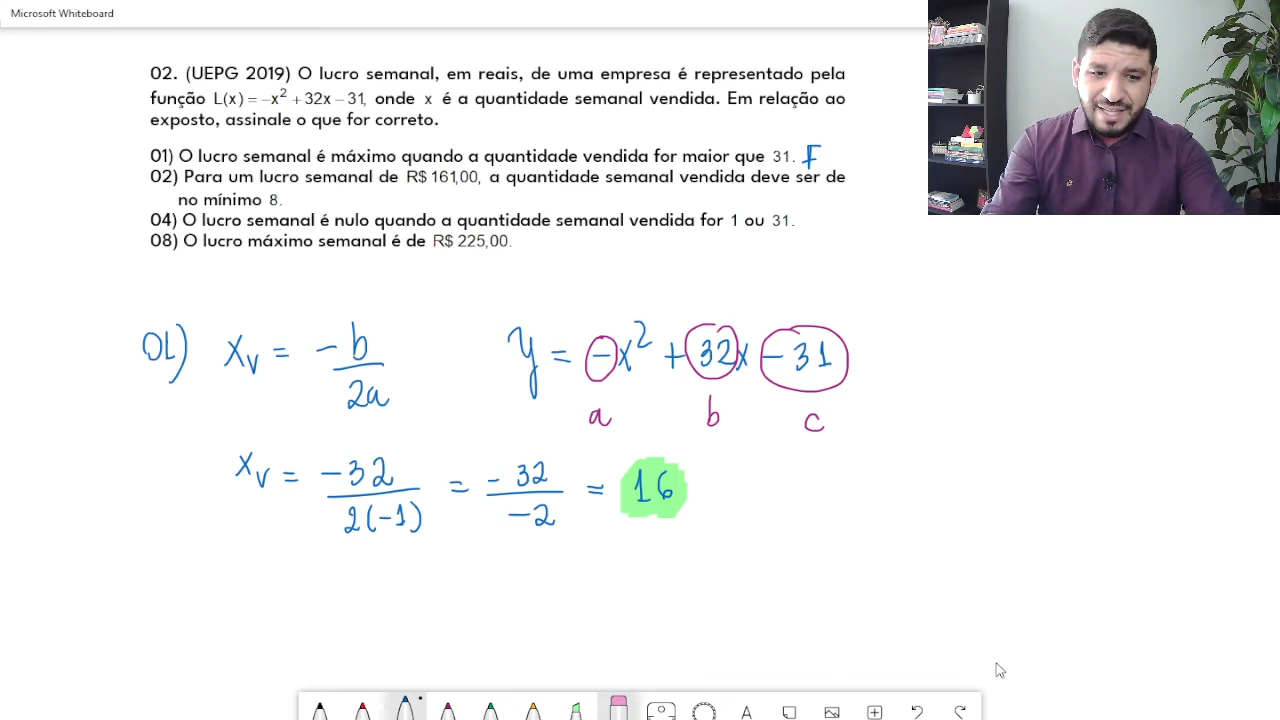 Microsoft Whiteboard
02. (UEPG 2019) O lucro semanal, em reais, de uma empresa é representado pela
função L(x) = −x² + 32x − 31, onde x é a quantidade semanal vendida. Em relação ao
exposto, assinale o que for correto.
01) O lucro semanal é máximo quando a quantidade vendida for maior que 31. F
02) Para um lucro semanal de R$ 161,00, a quantidade semanal vendida deve ser de
no mínimo 8.
04) O lucro semanal é nulo quando a quantidade semanal vendida for 1 ou 31.
08) O lucro máximo semanal é de R$ 225,00.
01) xv = -b/2a y = -x² + 32x - 31
a b c
xv = -32/2(-1) = -32/-2 = 16
A